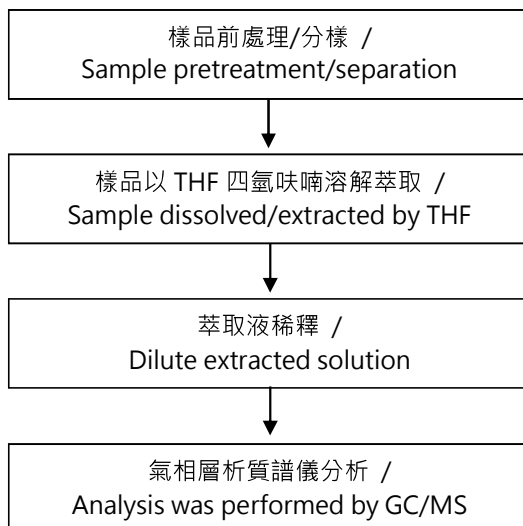 樣品前處理/分樣 /
Sample pretreatment/separation
樣品以 THF 四氫呋喃溶解萃取 /
Sample dissolved/extracted by THF
萃取液稀釋 /
Dilute extracted solution
氣相層析質譜儀分析 /
Analysis was performed by GC/MS